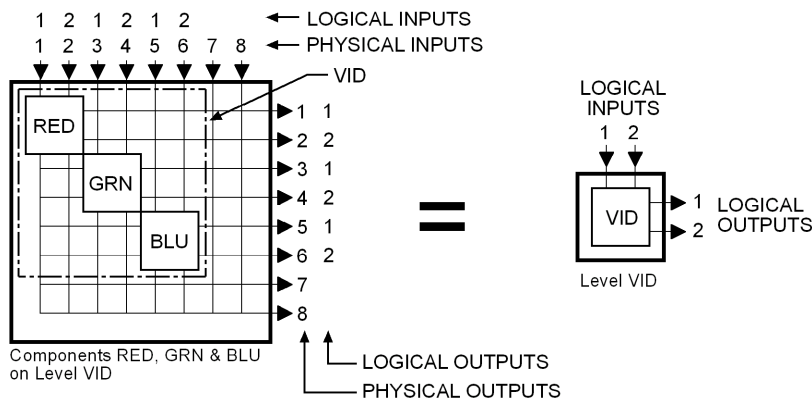 1 2 1 2 1 2 LOGICAL INPUTS
1 2 3 4 5 6 7 8 PHYSICAL INPUTS
VID
RED
GRN
BLU
1 1
2 2
3 1
4 2
5 1
6 2
7
8
LOGICAL OUTPUTS
PHYSICAL OUTPUTS
Components RED, GRN & BLU
on Level VID
=
LOGICAL
INPUTS
1 2
VID
1
2
LOGICAL
OUTPUTS
Level VID